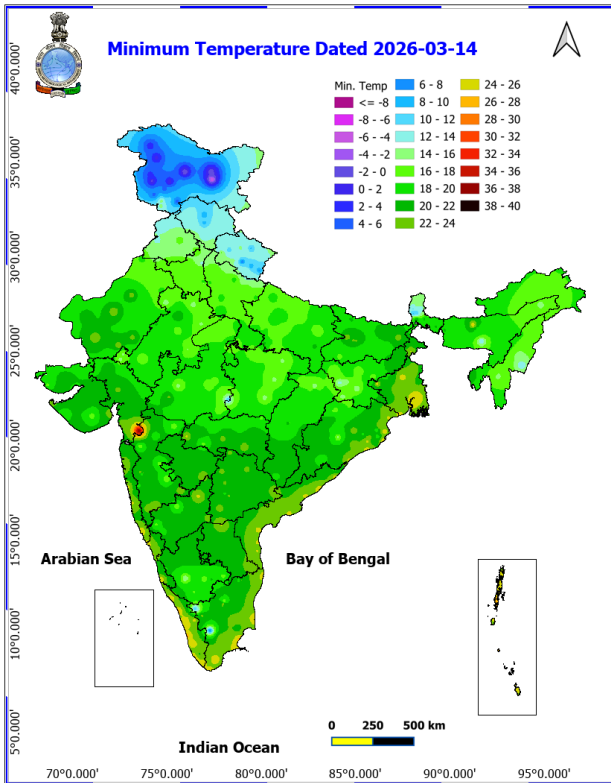 Minimum Temperature Dated 2026-03-14
Min. Temp
<= -8
-8 - -6
-6 - -4
-4 - -2
-2 - 0
0 - 2
2 - 4
4 - 6
6 - 8
8 - 10
10 - 12
12 - 14
14 - 16
16 - 18
18 - 20
20 - 22
22 - 24
24 - 26
26 - 28
28 - 30
30 - 32
32 - 34
34 - 36
36 - 38
38 - 40
40°0.000'
35°0.000'
30°0.000'
25°0.000'
20°0.000'
15°0.000'
10°0.000'
5°0.000'
Arabian Sea
Bay of Bengal
Indian Ocean
0 250 500 km
70°0.000' 75°0.000' 80°0.000' 85°0.000' 90°0.000' 95°0.000'